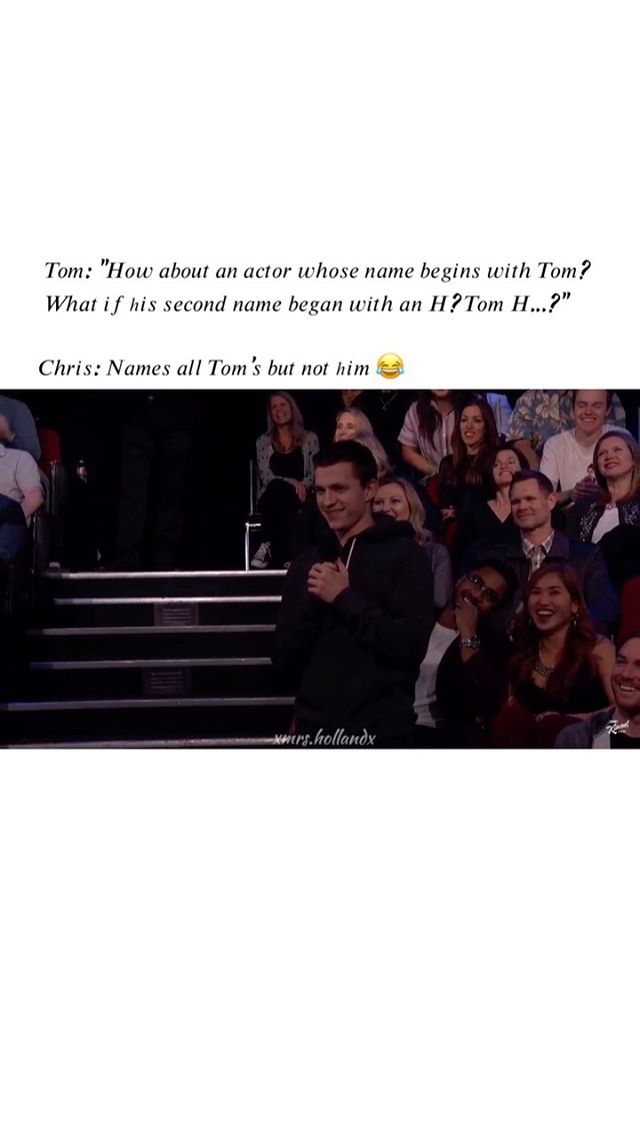 Tom: "How about an actor whose name begins with Tom?
What if his second name began with an H? Tom H...?"
Chris: Names all Tom's but not him 😂
xmrs.hollandx